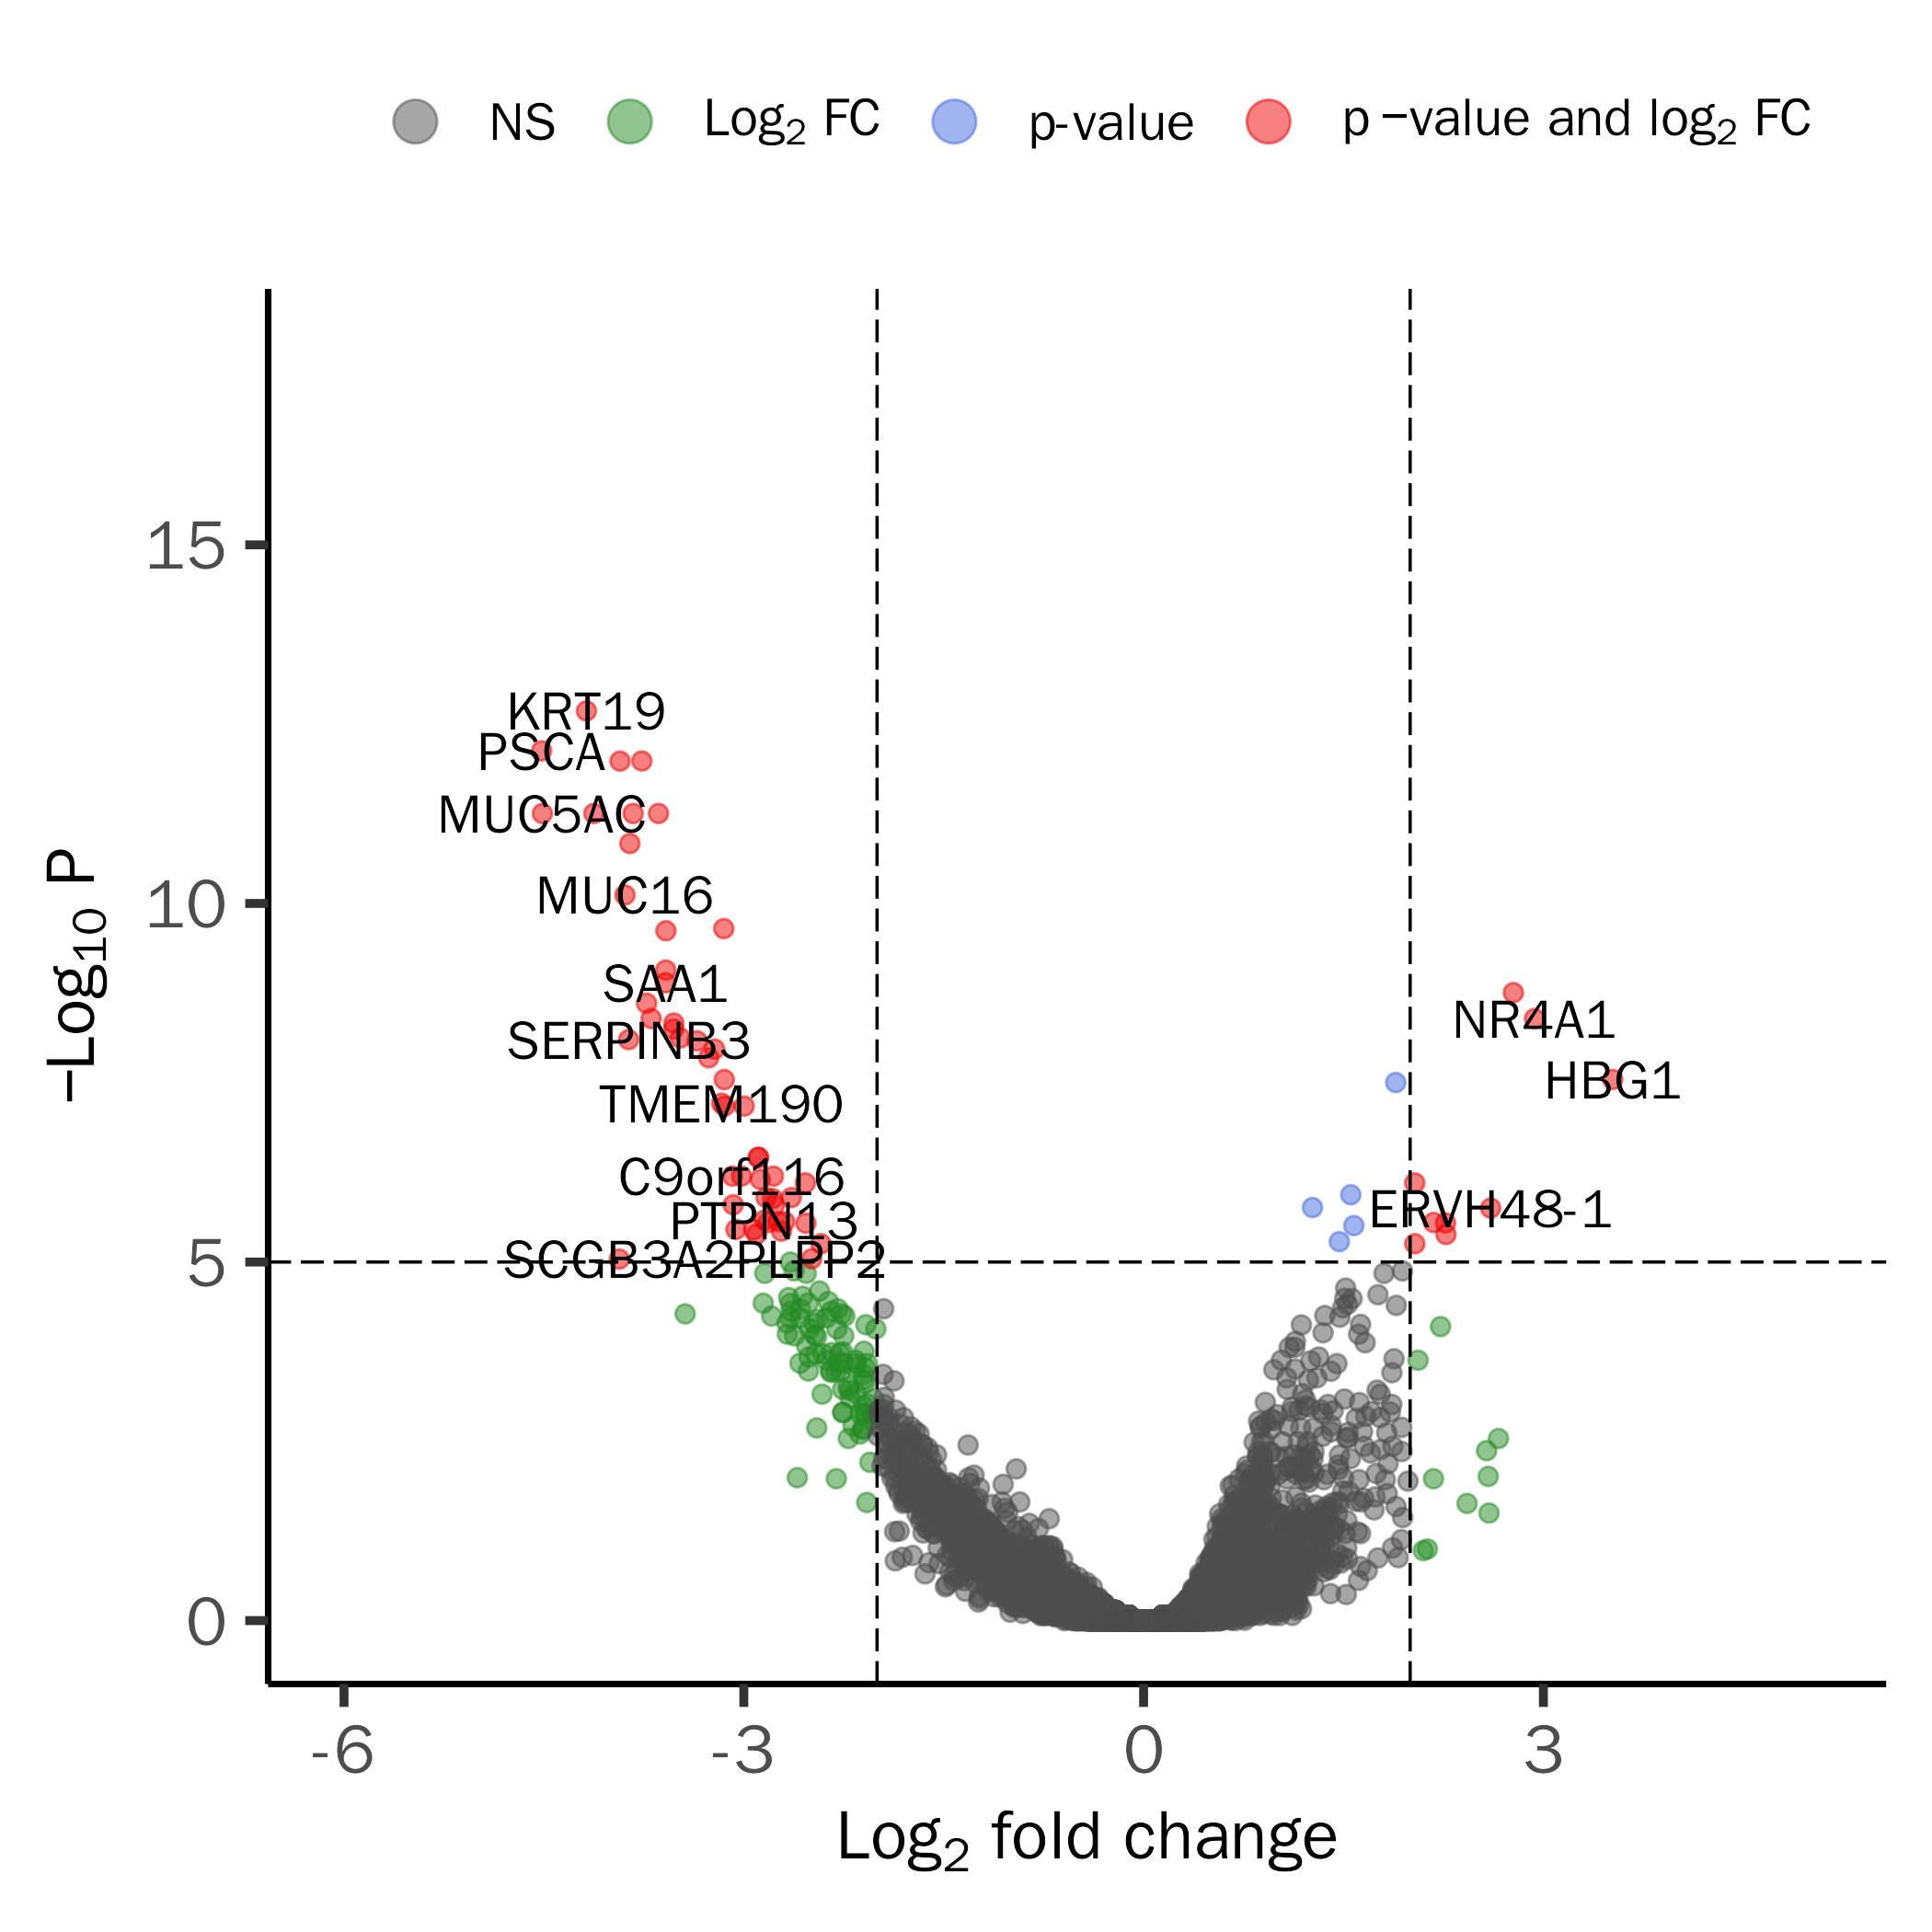 NS Log2 FC p-value p −value and log2 FC
−Log10 P
15
10
5
0
KRT19
PSCA
MUC5AC
MUC16
SAA1
SERPINB3
NR4A1
HBG1
TMEM190
C9orf116
PTPN13
ERVH48-1
SCGB3A2
PLPP2
-6 -3 0 3
Log2 fold change